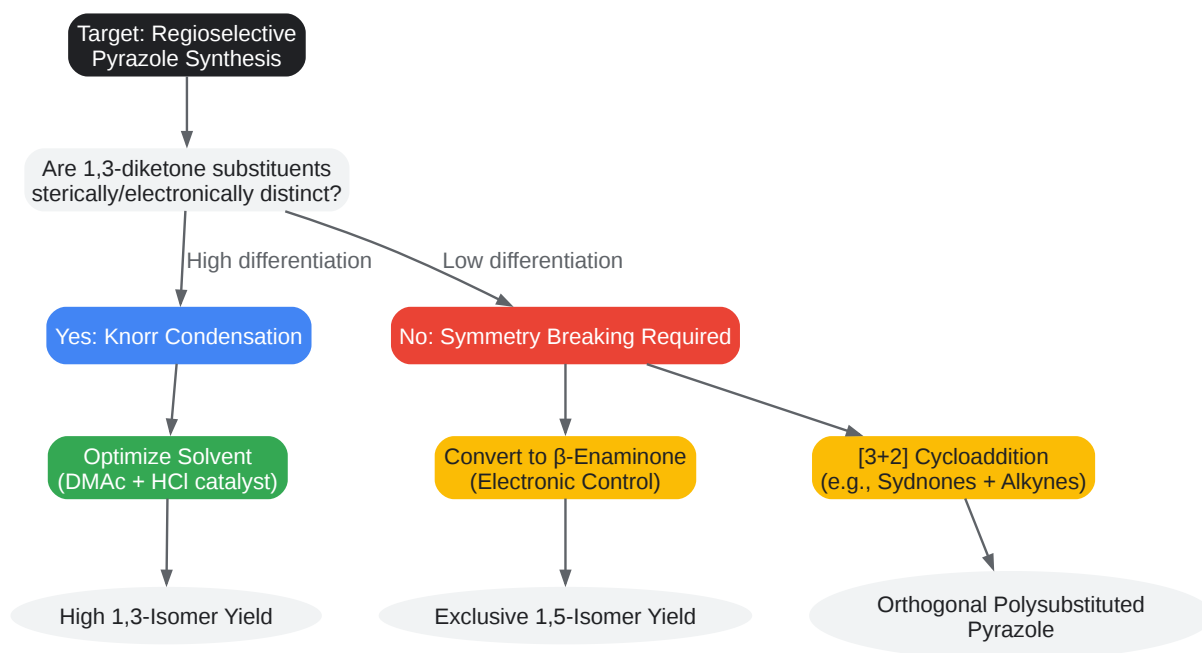 Target: Regioselective
Pyrazole Synthesis
Are 1,3-diketone substituents
sterically/electronically distinct?
High differentiation
Low differentiation
Yes: Knorr Condensation
No: Symmetry Breaking Required
Optimize Solvent
(DMAc + HCl catalyst)
Convert to β-Enaminone
(Electronic Control)
[3+2] Cycloaddition
(e.g., Sydnones + Alkynes)
High 1,3-Isomer Yield
Exclusive 1,5-Isomer Yield
Orthogonal Polysubstituted
Pyrazole